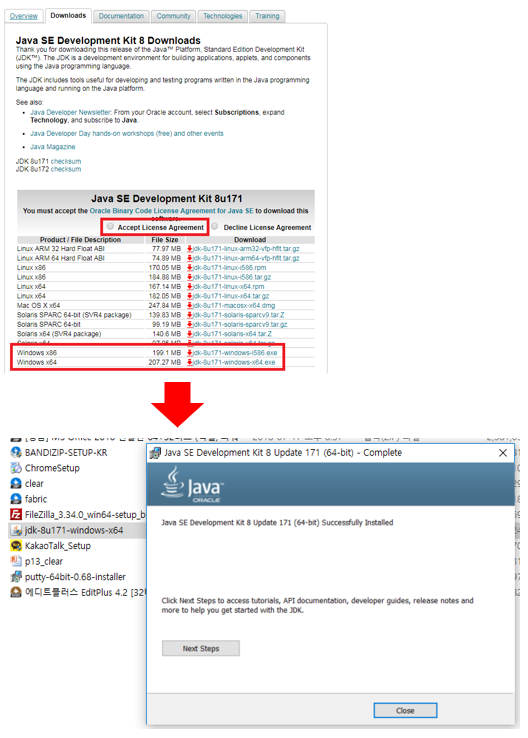 Overview Downloads Documentation Community Technologies Training
Java SE Development Kit 8 Downloads
Thank you for downloading this release of the Java™ Platform, Standard Edition Development Kit
(JDK™). The JDK is a development environment for building applications, applets, and components
using the Java programming language.
The JDK includes tools useful for developing and testing programs written in the Java programming
language and running on the Java platform.
See also:
Java Developer Newsletter: From your Oracle account, select Subscriptions, expand
Technology, and subscribe to Java.
Java Developer Day hands-on workshops (free) and other events
Java Magazine
JDK 8u171 checksum
JDK 8u172 checksum
Java SE Development Kit 8u171
You must accept the Oracle Binary Code License Agreement for Java SE to download this
software.
Accept License Agreement Decline License Agreement
Product / File Description File Size Download
Linux ARM 32 Hard Float ABI 77.97 MB jdk-8u171-linux-arm32-vfp-hflt.tar.gz
Linux ARM 64 Hard Float ABI 74.89 MB jdk-8u171-linux-arm64-vfp-hflt.tar.gz
Linux x86 170.05 MB jdk-8u171-linux-i586.rpm
Linux x86 184.88 MB jdk-8u171-linux-i586.tar.gz
Linux x64 167.14 MB jdk-8u171-linux-x64.rpm
Linux x64 182.05 MB jdk-8u171-linux-x64.tar.gz
Mac OS X x64 247.84 MB jdk-8u171-macosx-x64.dmg
Solaris SPARC 64-bit (SVR4 package) 139.83 MB jdk-8u171-solaris-sparcv9.tar.Z
Solaris SPARC 64-bit 99.19 MB jdk-8u171-solaris-sparcv9.tar.gz
Solaris x64 (SVR4 package) 140.6 MB jdk-8u171-solaris-x64.tar.Z
Solaris x64 97.05 MB jdk-8u171-solaris-x64.tar.gz
Windows x86 199.1 MB jdk-8u171-windows-i586.exe
Windows x64 207.27 MB jdk-8u171-windows-x64.exe
BANDIZIP-SETUP-KR
ChromeSetup
clear
fabric
FileZilla_3.34.0_win64-setup_b
jdk-8u171-windows-x64
KakaoTalk_Setup
p13_clear
putty-64bit-0.68-installer
에디트플러스 EditPlus 4.2 [32
Java SE Development Kit 8 Update 171 (64-bit) - Complete
Java™
ORACLE
Java SE Development Kit 8 Update 171 (64-bit) Successfully Installed
Click Next Steps to access tutorials, API documentation, developer guides, release notes and
more to help you get started with the JDK.
Next Steps
Close